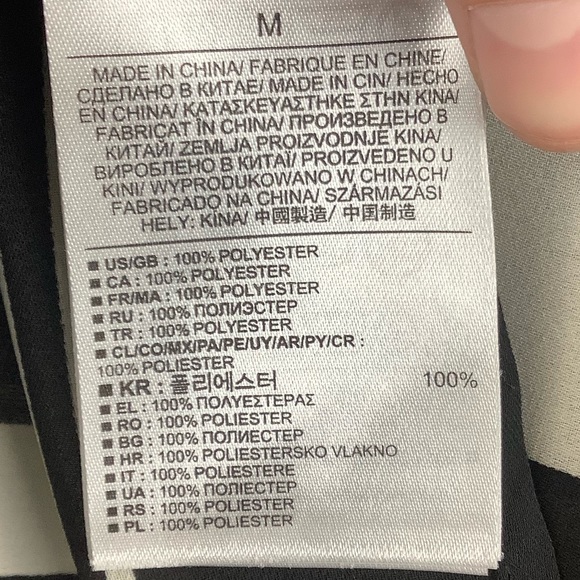 M
MADE IN CHINA/ FABRIQUE EN CHINE/
СДЕЛАНО В КИТАЕ/ MADE IN CIN/ HECHO
EN CHINA/ ΚΑΤΑΣΚΕΥΑΣΤΗΚΕ ΣΤΗΝ ΚΙΝΑ/
FABRICAT ÎN CHINA/ ПРОИЗВЕДЕНО В
КИТАЙ/ ZEMLJA PROIZVODNJE KINA/
ВИРОБЛЕНО В КИТАЇ/ PROIZVEDENO U
KINI/ WYPRODUKOWANO W CHINACH/
FABRICADO NA CHINA/ SZÁRMAZÁSI
HELY: KINA/ 中國製造/ 中国制造
■ US/GB : 100% POLYESTER
■ CA : 100% POLYESTER
■ FR/MA : 100% POLYESTER
■ RU : 100% ПОЛИЭСТЕР
■ TR : 100% POLYESTER
■ CL/CO/MX/PA/PE/UY/AR/PY/CR :
100% POLIESTER
■ KR : 폴리에스터 100%
■ EL : 100% ΠΟΛΥΕΣΤΕΡΑΣ
■ RO : 100% POLIESTER
■ BG : 100% ПОЛИЕСТЕР
■ HR : 100% POLIESTERSKO VLAKNO
■ IT : 100% POLIESTERE
■ UA : 100% ПОЛІЕСТЕР
■ RS : 100% POLIESTER
■ PL : 100% POLIESTER